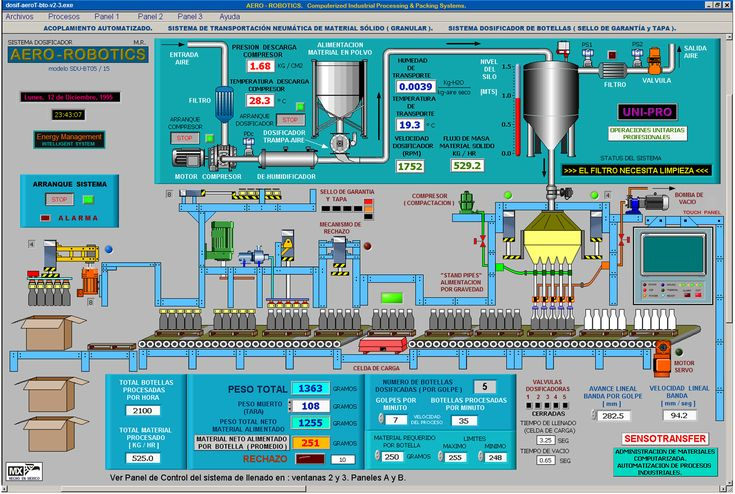 dosif-aeroT-bto-v2-3.exe
AERO - ROBOTICS. Computerized Industrial Processing & Packing Systems.
Archivos Procesos Panel 1 Panel 2 Panel 3 Ayuda
ACOPLAMIENTO AUTOMATIZADO. SISTEMA DE TRANSPORTACIÓN NEUMÁTICA DE MATERIAL SÓLIDO ( GRANULAR ). SISTEMA DOSIFICADOR DE BOTELLAS ( SELLO DE GARANTÍA y TAPA ).
SISTEMA DOSIFICADOR M.R.
AERO-ROBOTICS
modelo SDU-BT05 / 15
Lunes, 12 de Diciembre, 1995
23:43:07
Energy Management
INTELLIGENT SYSTEM
ARRANQUE SISTEMA
STOP
ALARMA
ENTRADA
AIRE
FILTRO
ARRANQUE
COMPRESOR
STOP
MOTOR COMPRESOR
PRESION DESCARGA
COMPRESOR
1.68 KG / CM2
TEMPERATURA DESCARGA
COMPRESOR
28.3 ° C
ARRANQUE
DOSIFICADOR
STOP
PDc
DOSIFICADOR
TRAMPA AIRE
DE HUMIDIFICADOR
ALIMENTACION
MATERIAL EN POLVO
HUMEDAD
DE TRANSPORTE
0.0039 Kg-H2O
kg-aire seco
TEMPERATURA
DE TRANSPORTE
19.3 ° C
VELOCIDAD
DOSIFICADOR
(RPM)
1752
FLUJO DE MASA
MATERIAL SOLIDO
KG / HR
529.2
NIVEL
DEL SILO
[MTS]
1.5
1.0
0.5
0.0
PS1
PS2
SALIDA
AIRE
FILTRO
VALVULA
UNI-PRO
OPERACIONES UNITARIAS
PROFESIONALES
STATUS DEL SISTEMA
>>> EL FILTRO NECESITA LIMPIEZA <<<
SELLO DE GARANTIA
Y TAPA
8
MECANISMO DE
RECHAZO
COMPRESOR
( COMPACTACION )
4
BOMBA DE
VACIO
TOUCH PANEL
4
8
"STAND PIPES"
ALIMENTACION
POR GRAVEDAD
CELDA DE CARGA
MOTOR
SERVO
TOTAL BOTELLAS
PROCESADAS
POR HORA
2100
TOTAL MATERIAL
PROCESADO
[ KG / HR ]
525.0
PESO TOTAL 1363 GRAMOS
PESO MUERTO
(TARA) 108 GRAMOS
PESO TOTAL NETO
MATERIAL ALIMENTADO 1255 GRAMOS
MATERIAL NETO ALIMENTADO
POR BOTELLA ( PROMEDIO ) 251 GRAMOS
RECHAZO 10
NUMERO DE BOTELLAS
DOSIFICADAS ( POR GOLPE ) 5
GOLPES POR
MINUTO
7
VELOCIDAD
DEL PROCESO
BOTELLAS PROCESADAS
POR MINUTO
35
MATERIAL REQUERIDO
POR BOTELLA
250 GRAMOS
LIMITES
MAXIMO MINIMO
255 248
VALVULAS
DOSIFICADORAS
1 2 3 4 5
CERRADAS
TIEMPO DE LLENADO
(CELDA DE CARGA)
3.25 SEG
TIEMPO DE VACIO
0.65 SEG
AVANCE LINEAL
BANDA POR GOLPE
[ mm ]
282.5
VELOCIDAD LINEAL
BANDA
[ mm / seg ]
94.2
SENSOTRANSFER
ADMINISTRACION DE MATERIALES
COMPUTARIZADA.
AUTOMATIZACION DE PROCESOS
INDUSTRIALES.
MX
HECHO EN MEXICO
Ver Panel de Control del sistema de llenado en : ventanas 2 y 3. Paneles A y B.